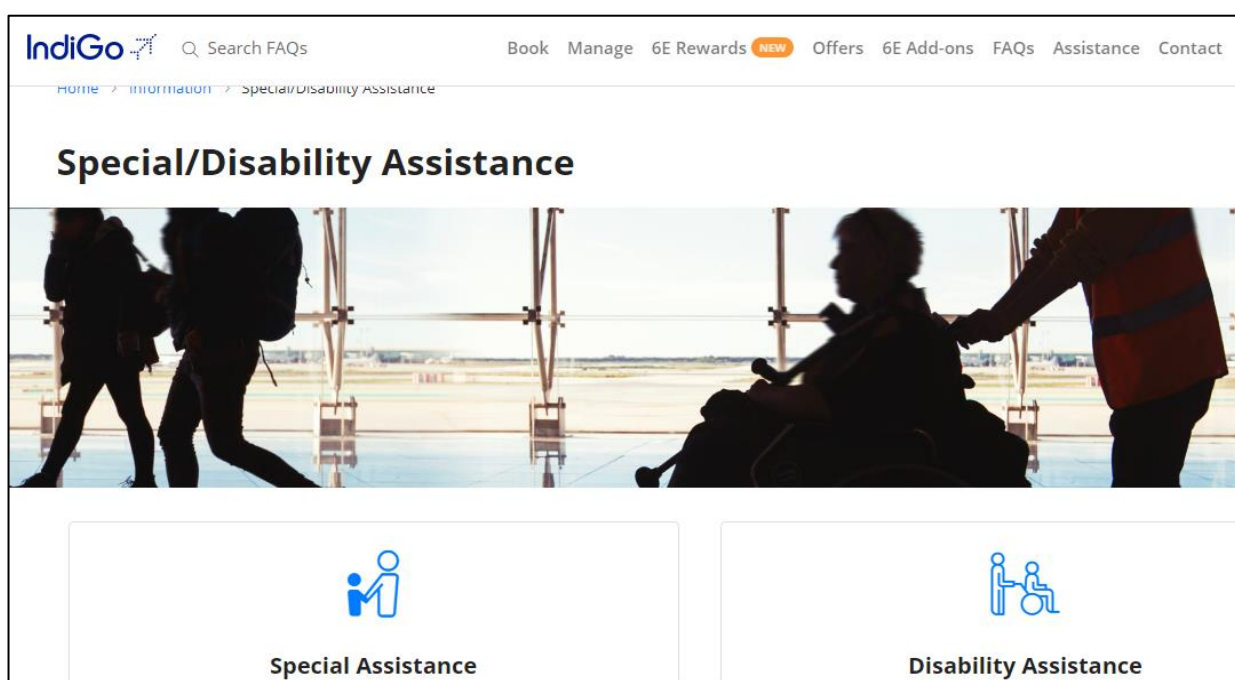 IndiGo Search FAQs Book Manage 6E Rewards NEW Offers 6E Add-ons FAQs Assistance Contact
Home > Information > Special/Disability Assistance
Special/Disability Assistance
Special Assistance Disability Assistance